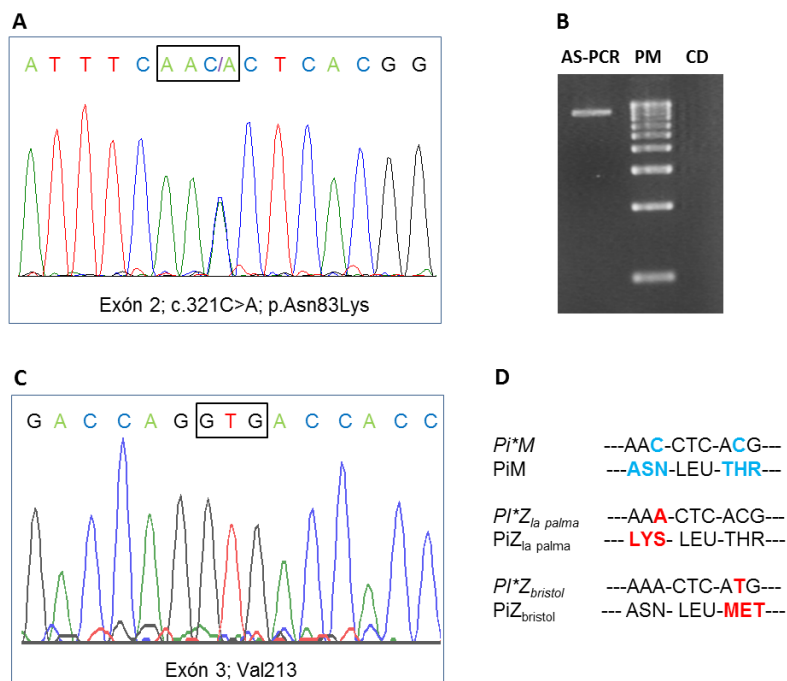 A
A T T T C A A C/A C T C A C G G
Exón 2; c.321C>A; p.Asn83Lys
B
AS-PCR PM CD
C
G A C C A G G T G A C C A C C
Exón 3; Val213
D
Pi*M ---AAC-CTC-ACG---
PiM ---ASN-LEU-THR---
PI*Zla palma ---AAA-CTC-ACG---
PiZla palma ---LYS- LEU-THR---
PI*Zbristol ---AAA-CTC-ATG---
PiZbristol --- ASN- LEU-MET---